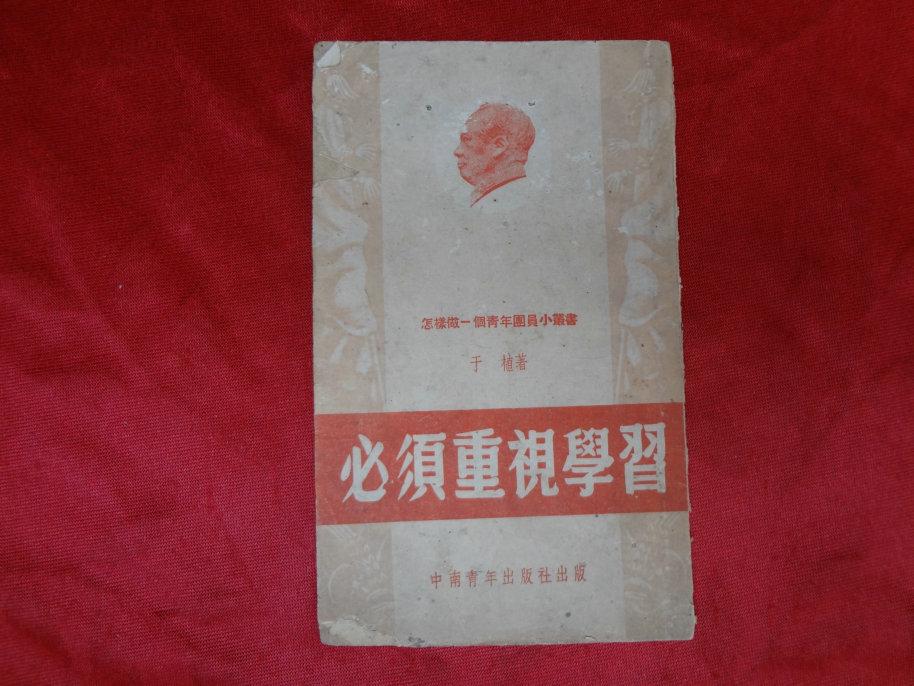 怎樣做一個青年團員小叢書
于植著
必須重視學習
中南青年出版社出版